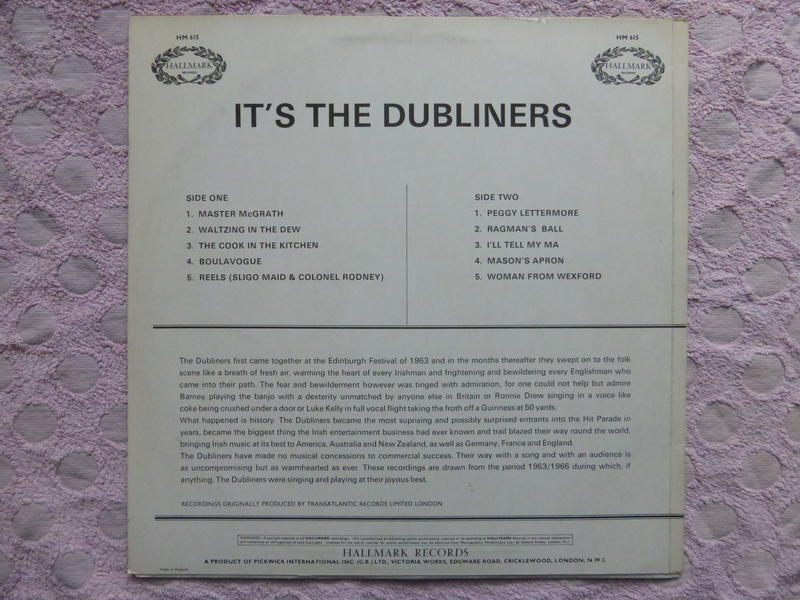 HM 615
HM 615
HALLMARK
RECORDS
HALLMARK
RECORDS
IT'S THE DUBLINERS
SIDE ONE
1. MASTER McGRATH
2. WALTZING IN THE DEW
3. THE COOK IN THE KITCHEN
4. BOULAVOGUE
5. REELS (SLIGO MAID & COLONEL RODNEY)
SIDE TWO
1. PEGGY LETTERMORE
2. RAGMAN'S BALL
3. I'LL TELL MY MA
4. MASON'S APRON
5. WOMAN FROM WEXFORD
The Dubliners first came together at the Edinburgh Festival of 1963 and in the months thereafter they swept on to the folk
scene like a breath of fresh air, warming the heart of every Irishman and frightening and bewildering every Englishman who
came into their path. The fear and bewilderment however was tinged with admiration, for one could not help but admire
Barney playing the banjo with a dexterity unmatched by anyone else in Britain or Ronnie Drew singing in a voice like
coke being crushed under a door or Luke Kelly in full vocal flight taking the froth off a Guinness at 50 yards.
What happened is history. The Dubliners became the most suprising and possibly surprised entrants into the Hit Parade in
years, became the biggest thing the Irish entertainment business had ever known and trail blazed their way round the world,
bringing Irish music at its best to America, Australia and New Zealand, as well as Germany, France and England.
The Dubliners have made no musical concessions to commercial success. Their way with a song and with an audience is
as uncompromising but as warmhearted as ever. These recordings are drawn from the period 1963/1966 during which, if
anything, The Dubliners were singing and playing at their joyous best.
RECORDINGS ORIGINALLY PRODUCED BY TRANSATLANTIC RECORDS LIMITED LONDON
HALLMARK RECORDS
A PRODUCT OF PICKWICK INTERNATIONAL INC. (G.B.) LTD., VICTORIA WORKS, EDGWARE ROAD, CRICKLEWOOD, LONDON, N.W.2.
Made in England